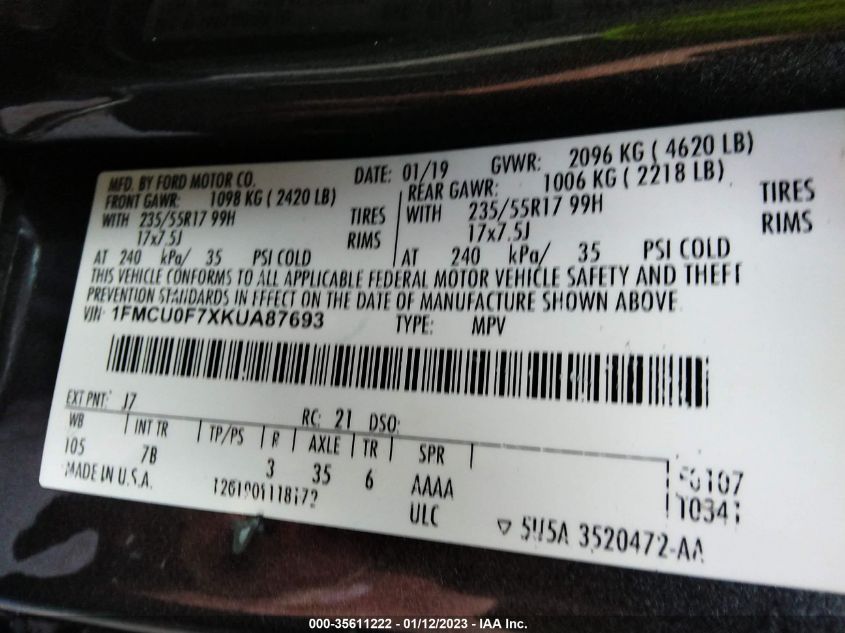 MFD. BY FORD MOTOR CO. DATE: 01/19 GVWR: 2096 KG ( 4620 LB)
FRONT GAWR: 1098 KG ( 2420 LB) REAR GAWR: 1006 KG ( 2218 LB)
WITH 235/55R17 99H TIRES WITH 235/55R17 99H TIRES
17x7.5J RIMS 17x7.5J RIMS
AT 240 kPa/ 35 PSI COLD AT 240 kPa/ 35 PSI COLD
THIS VEHICLE CONFORMS TO ALL APPLICABLE FEDERAL MOTOR VEHICLE SAFETY AND THEFT
PREVENTION STANDARDS IN EFFECT ON THE DATE OF MANUFACTURE SHOWN ABOVE.
VIN: 1FMCU0F7XKUA87693 TYPE: MPV
EXT PNT: J7 RC: 21 DSO:
WB INT TR TP/PS R AXLE TR SPR
105 7B 3 35 6 AAAA
MADE IN U.S.A. ULC
5U5A 3520472-AA
000-35611222 - 01/12/2023 - IAA Inc.